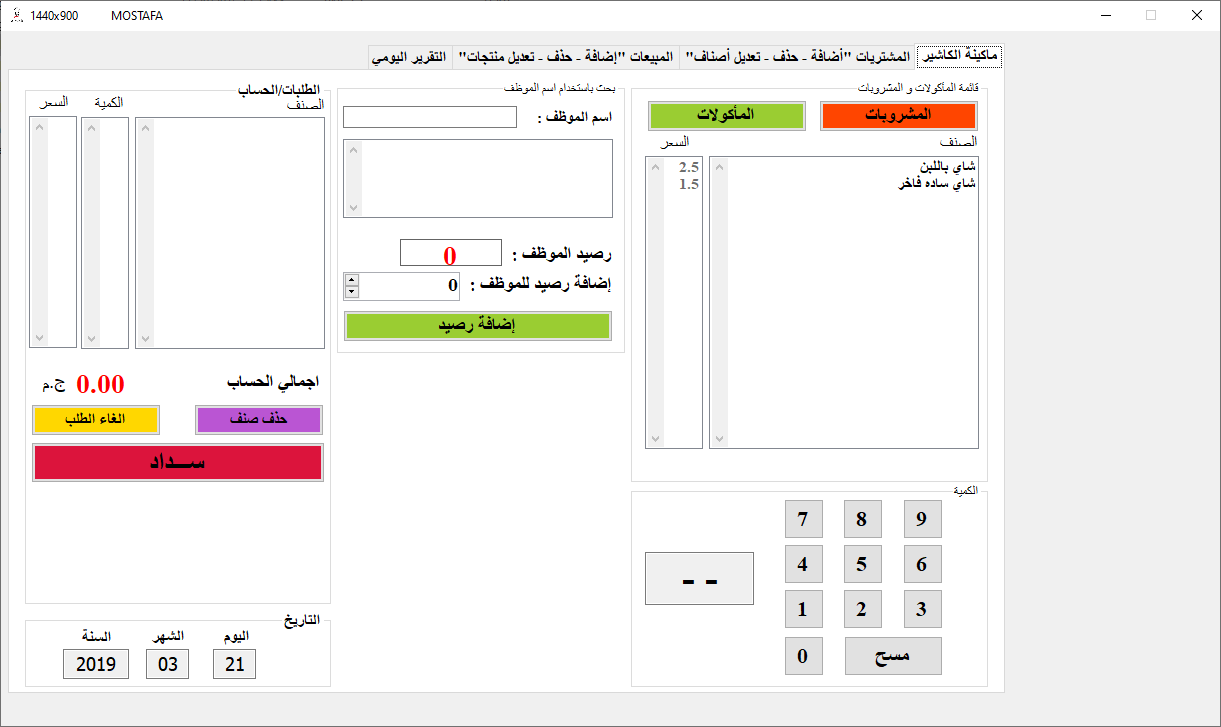 1440x900 MOSTAFA
ماكينة الكاشير
المشتريات "أضافة - حذف - تعديل أصناف"
المبيعات "إضافة - حذف - تعديل منتجات"
التقرير اليومي
قائمة الماكولات و المشروبات
المشروبات
المأكولات
الصنف
السعر
شاي باللبن 2.5
شاي ساده فاخر 1.5
الكمية
7 8 9
4 5 6
1 2 3
0 مسح
- -
بحث باستخدام اسم الموظف
اسم الموظف :
رصيد الموظف : 0
إضافة رصيد للموظف : 0
إضافة رصيد
الطلبات/الحساب
الصنف
الكمية
السعر
اجمالي الحساب 0.00 ج.م
حذف صنف
الغاء الطلب
ســـداد
التاريخ
اليوم
الشهر
السنة
21
03
2019